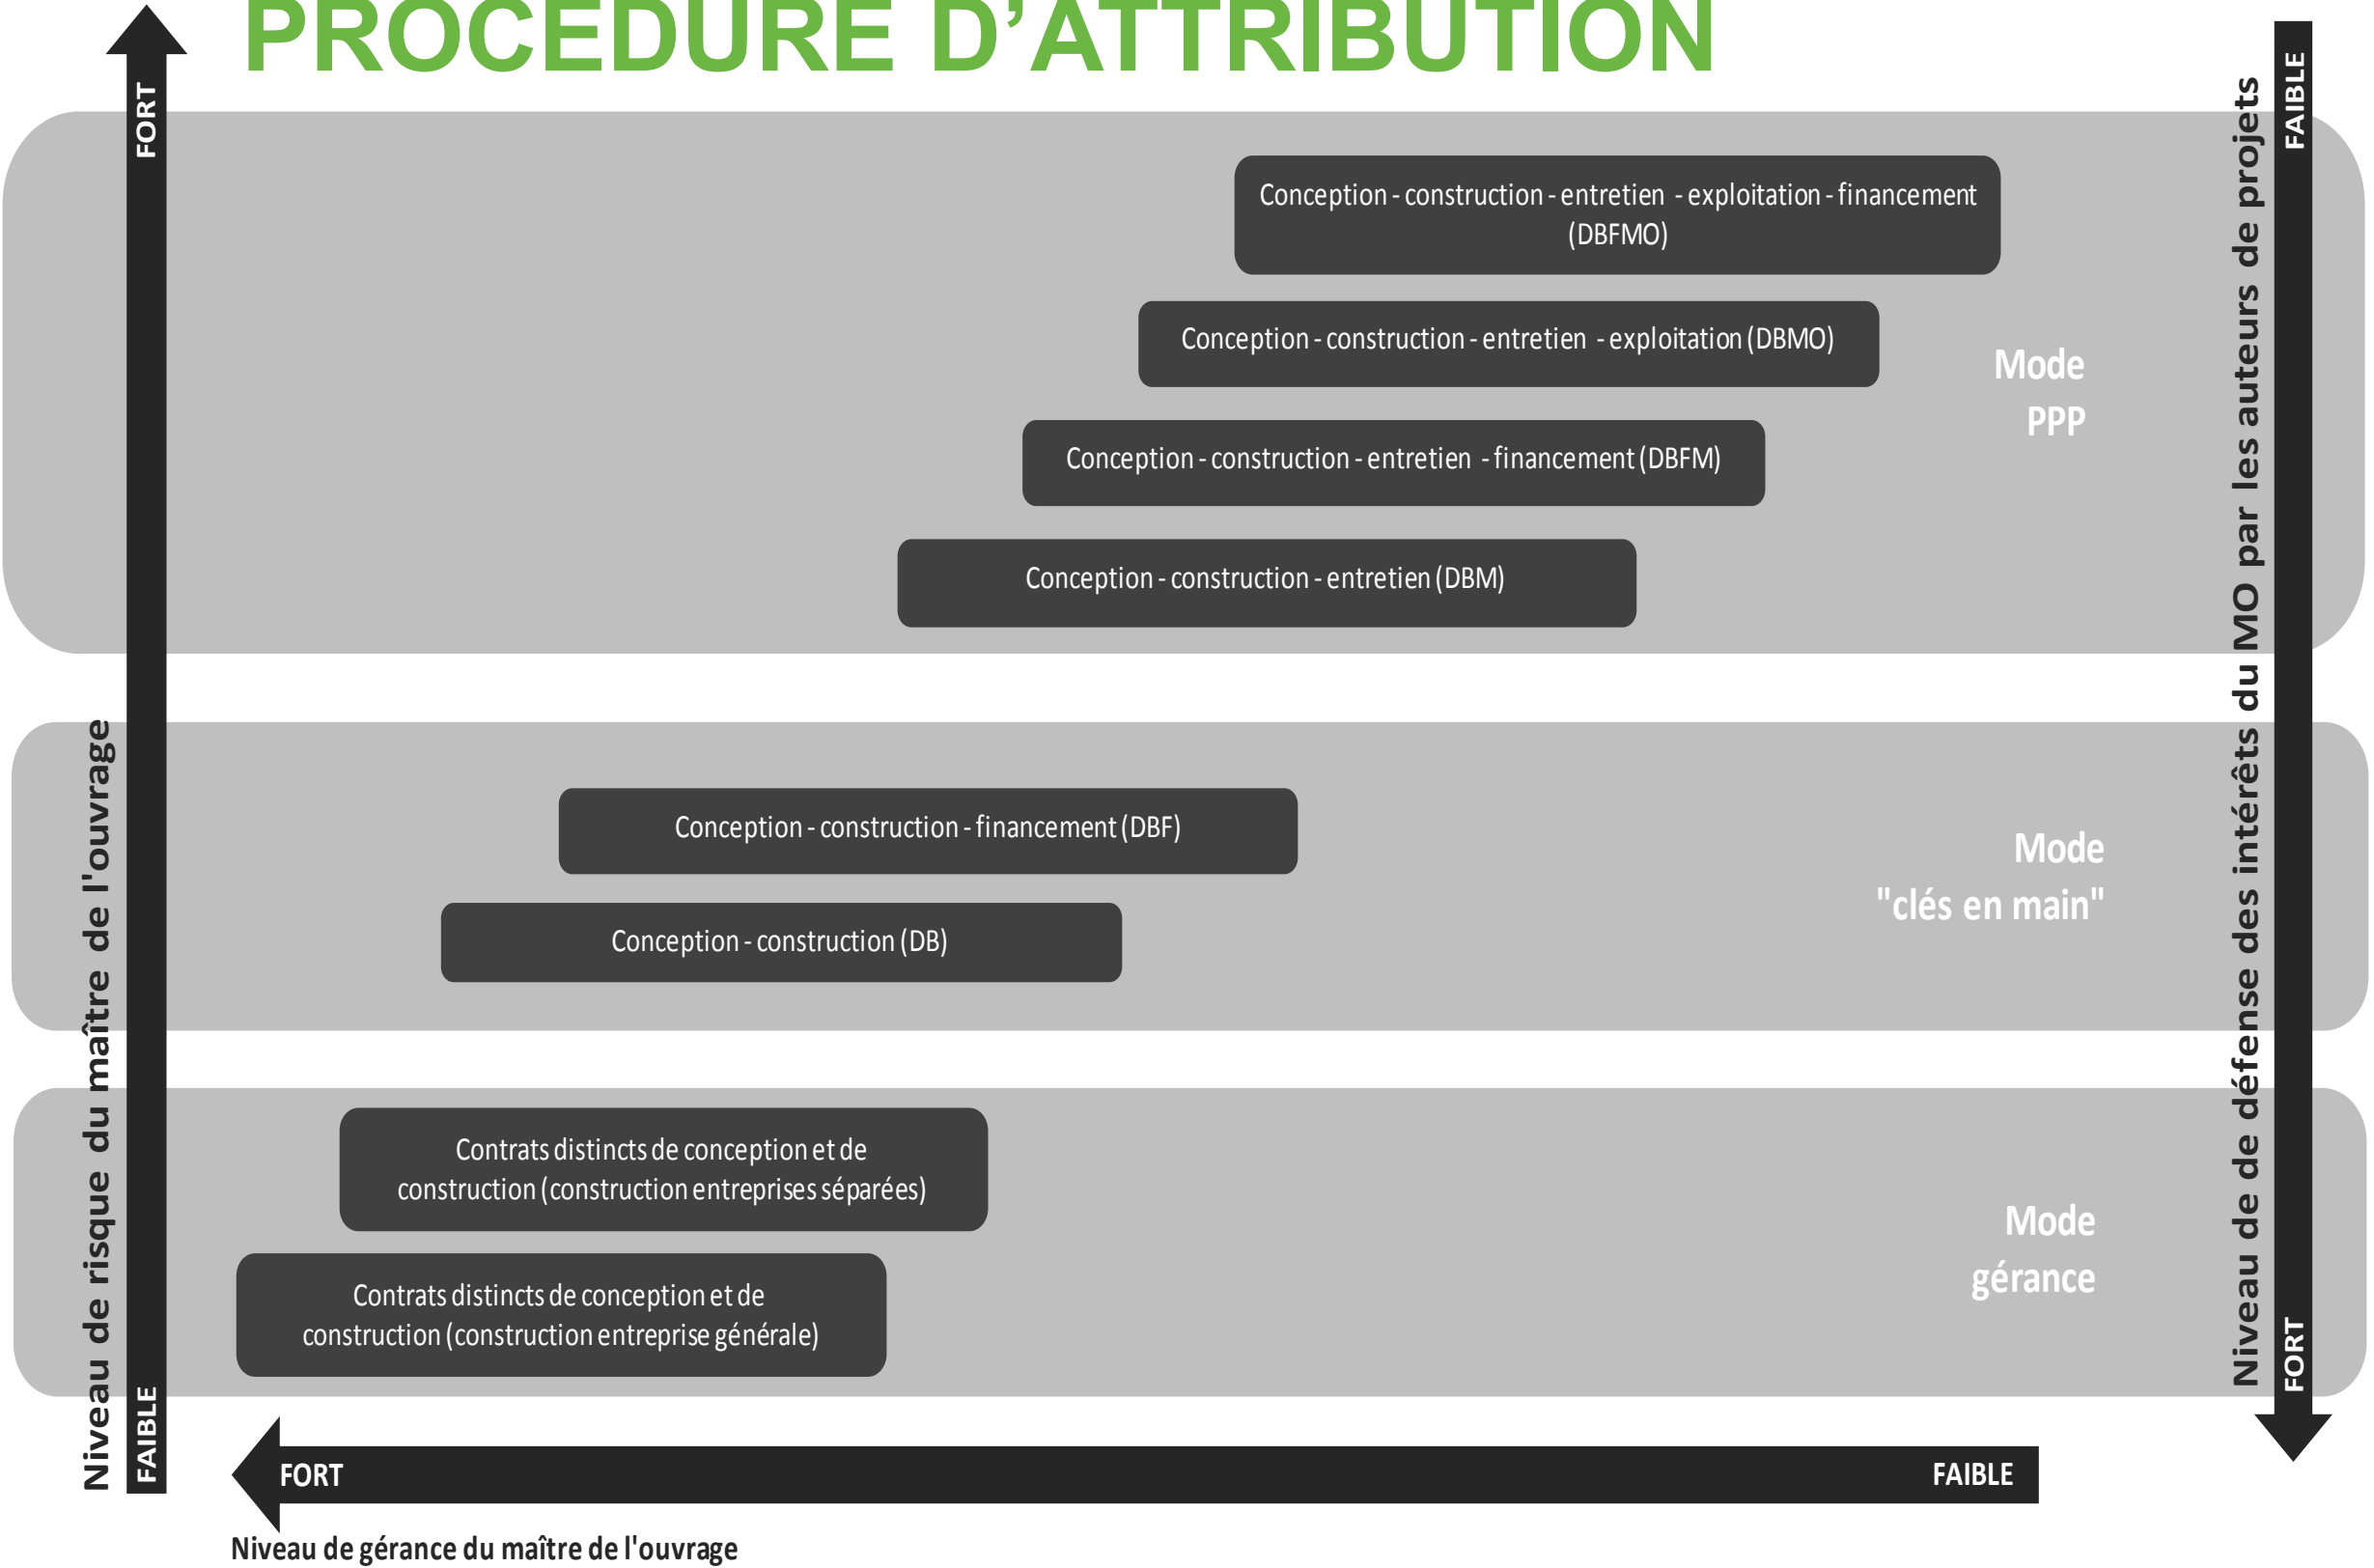 PROCÉDURE D’ATTRIBUTION
FORT
FAIBLE
Conception - construction - entretien - exploitation - financement
(DBFMO)
Conception - construction - entretien - exploitation (DBMO)
Mode
PPP
Conception - construction - entretien - financement (DBFM)
Conception - construction - entretien (DBM)
Niveau de risque du maître de l'ouvrage
Niveau de de défense des intérêts du MO par les auteurs de projets
Conception - construction - financement (DBF)
Mode
"clés en main"
Conception - construction (DB)
Contrats distincts de conception et de
construction (construction entreprises séparées)
Mode
gérance
Contrats distincts de conception et de
construction (construction entreprise générale)
FAIBLE
FORT
FORT
FAIBLE
Niveau de gérance du maître de l'ouvrage